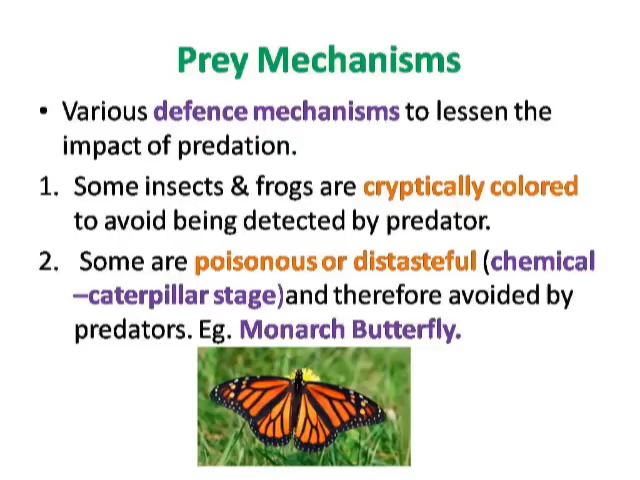 Prey Mechanisms
• Various defence mechanisms to lessen the
impact of predation.
1. Some insects & frogs are cryptically colored
to avoid being detected by predator.
2. Some are poisonous or distasteful (chemical
–caterpillar stage)and therefore avoided by
predators. Eg. Monarch Butterfly.